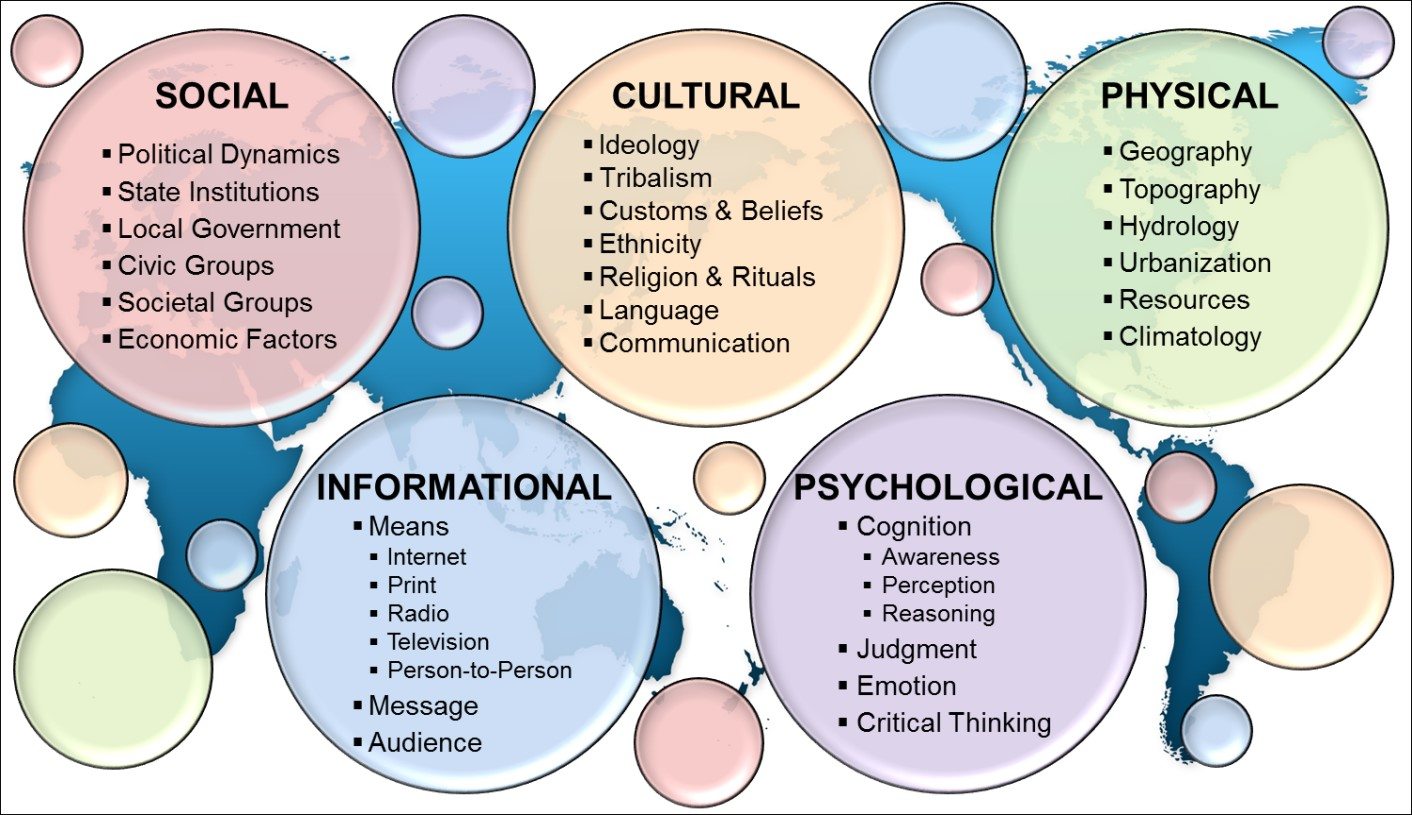 SOCIAL
▪ Political Dynamics
▪ State Institutions
▪ Local Government
▪ Civic Groups
▪ Societal Groups
▪ Economic Factors
CULTURAL
▪ Ideology
▪ Tribalism
▪ Customs & Beliefs
▪ Ethnicity
▪ Religion & Rituals
▪ Language
▪ Communication
PHYSICAL
▪ Geography
▪ Topography
▪ Hydrology
▪ Urbanization
▪ Resources
▪ Climatology
INFORMATIONAL
▪ Means
▪ Internet
▪ Print
▪ Radio
▪ Television
▪ Person-to-Person
▪ Message
▪ Audience
PSYCHOLOGICAL
▪ Cognition
▪ Awareness
▪ Perception
▪ Reasoning
▪ Judgment
▪ Emotion
▪ Critical Thinking